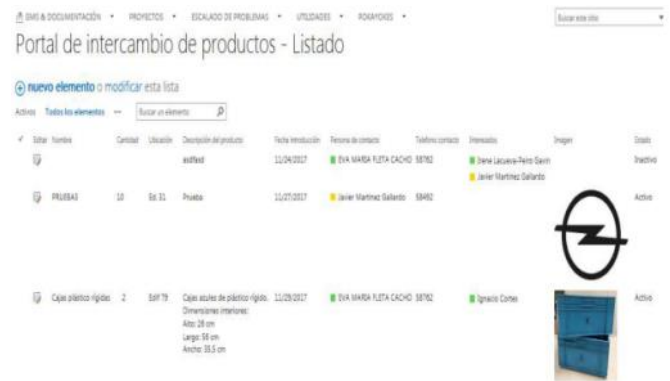 EMS & DOCUMENTACIÓN PROYECTOS ESCALADO DE PROBLEMAS UTILIDADES POKAYOKES Buscar este sitio
Portal de intercambio de productos - Listado
nuevo elemento o modificar esta lista
Activos Todos los elementos ... Buscar un elemento
Editar Nombre Cantidad Ubicación Descripción del producto Fecha Introducción Persona de contacto Teléfono contacto Interesados Imagen Estado
11/24/2017 EVA MARIA FLETA CACHO 58762 Irene Lacueva-Peiro Gavin Inactivo
Javier Martinez Gallardo
PRUEBAS 10 Ed. 31 Prueba 11/27/2017 Javier Martinez Gallardo 58492 Activo
Cajas plástico rígidas 2 Edif 79 Cajas azules de plástico rígido. 11/29/2017 EVA MARIA FLETA CACHO 58762 Ignacio Cortes Activo
Dimensiones interiores:
Alto: 26 cm
Largo: 56 cm
Ancho: 35,5 cm